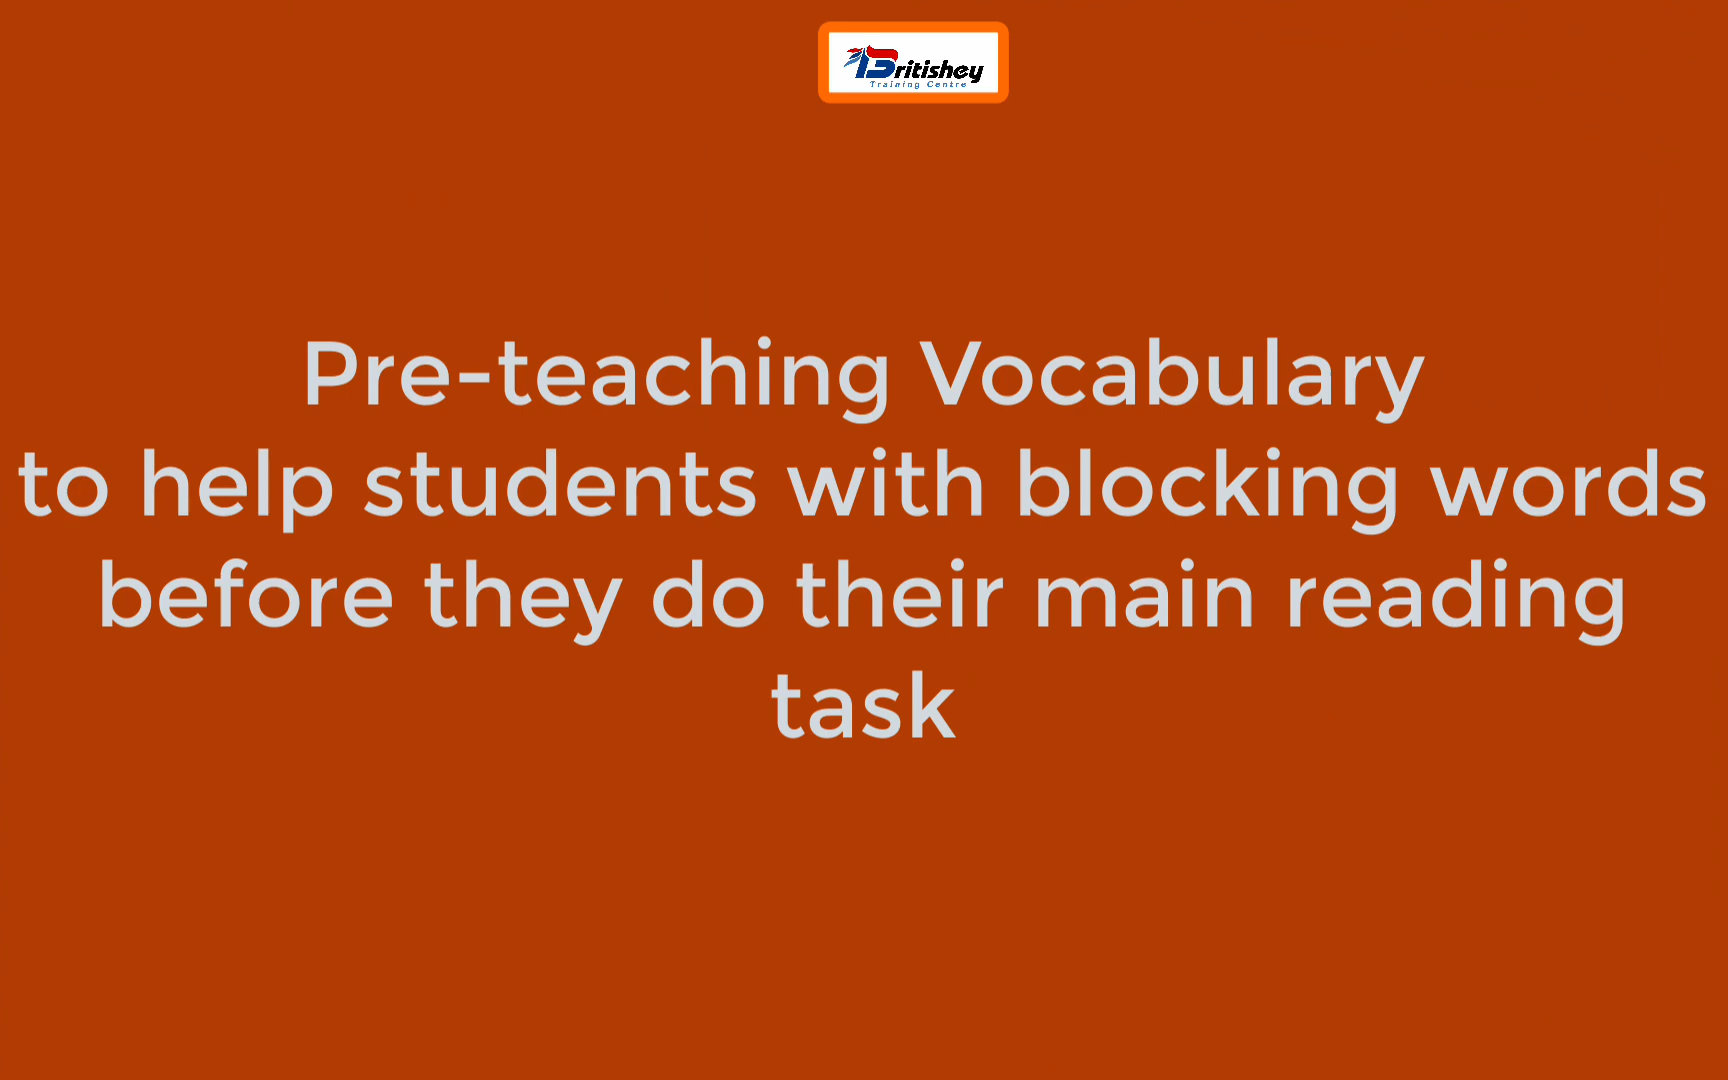 Britishey
Training Centre
Pre-teaching Vocabulary
to help students with blocking words
before they do their main reading
task